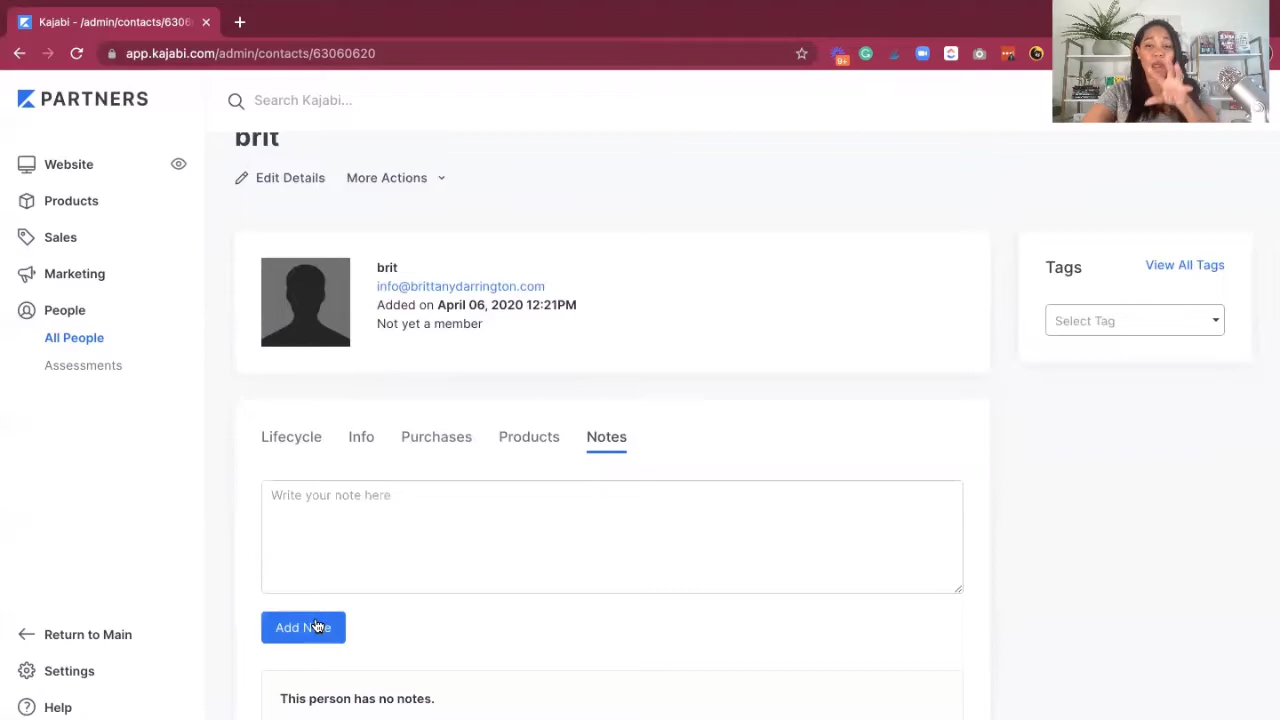 Kajabi - /admin/contacts/6306
app.kajabi.com/admin/contacts/63060620
9+
PARTNERS
Search Kajabi...
Website
Products
Sales
Marketing
People
All People
Assessments
Return to Main
Settings
Help
brit
Edit Details
More Actions
brit
info@brittanydarrington.com
Added on April 06, 2020 12:21PM
Not yet a member
Tags
View All Tags
Select Tag
Lifecycle
Info
Purchases
Products
Notes
Write your note here
Add Note
This person has no notes.